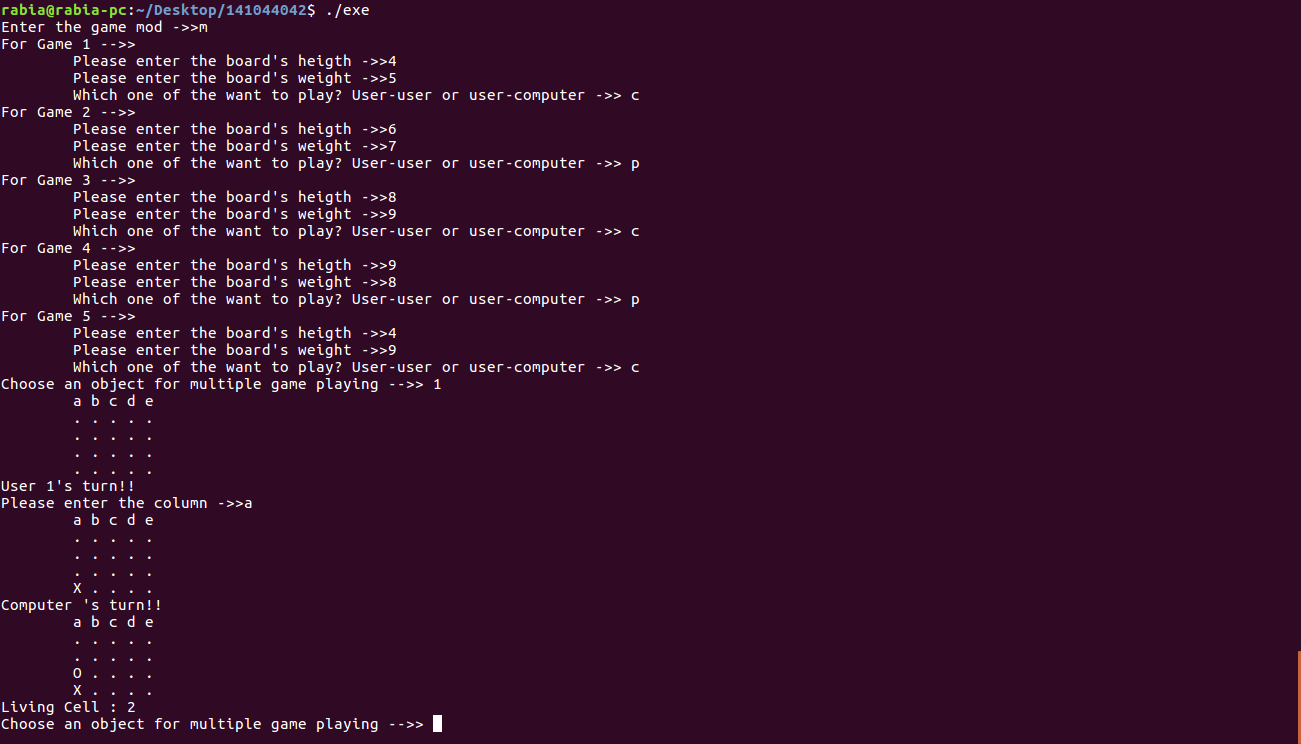 rabia@rabia-pc:~/Desktop/141044042$ ./exe
Enter the game mod ->>m
For Game 1 -->>
Please enter the board's heigth ->>4
Please enter the board's weight ->>5
Which one of the want to play? User-user or user-computer ->> c
For Game 2 -->>
Please enter the board's heigth ->>6
Please enter the board's weight ->>7
Which one of the want to play? User-user or user-computer ->> p
For Game 3 -->>
Please enter the board's heigth ->>8
Please enter the board's weight ->>9
Which one of the want to play? User-user or user-computer ->> c
For Game 4 -->>
Please enter the board's heigth ->>9
Please enter the board's weight ->>8
Which one of the want to play? User-user or user-computer ->> p
For Game 5 -->>
Please enter the board's heigth ->>4
Please enter the board's weight ->>9
Which one of the want to play? User-user or user-computer ->> c
Choose an object for multiple game playing -->> 1
a b c d e
. . . . .
. . . . .
. . . . .
. . . . .
User 1's turn!!
Please enter the column ->>a
a b c d e
. . . . .
. . . . .
. . . . .
X . . . .
Computer 's turn!!
a b c d e
. . . . .
. . . . .
O . . . .
X . . . .
Living Cell : 2
Choose an object for multiple game playing -->>